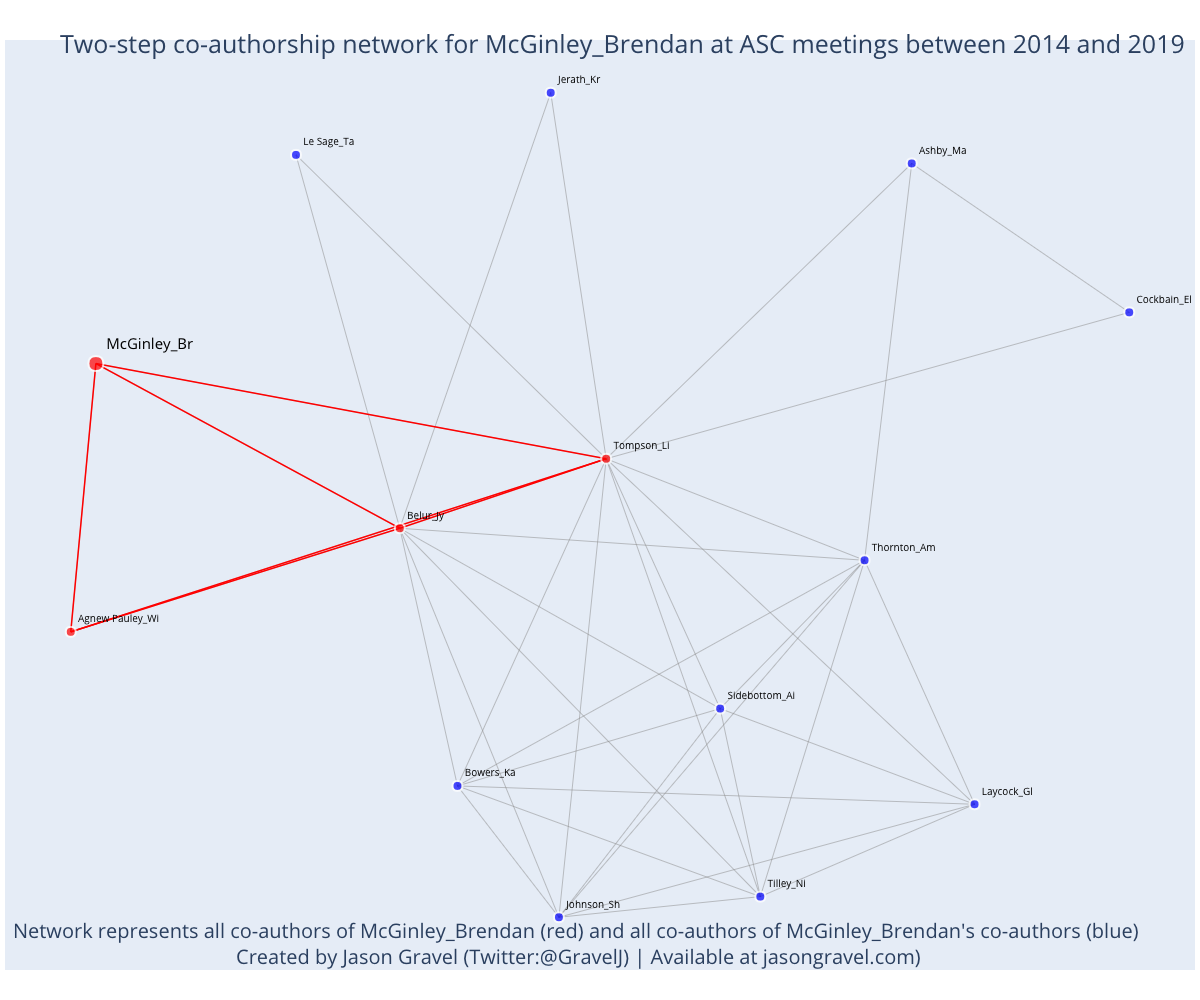 Two-step co-authorship network for McGinley_Brendan at ASC meetings between 2014 and 2019
Jerath_Kr
Le Sage_Ta
Ashby_Ma
Cockbain_El
McGinley_Br
Tompson_Li
Belur_Jy
Thornton_Am
Agnew Pauley_Wi
Sidebottom_Ai
Bowers_Ka
Laycock_Gl
Tilley_Ni
Johnson_Sh
Network represents all co-authors of McGinley_Brendan (red) and all co-authors of McGinley_Brendan's co-authors (blue)
Created by Jason Gravel (Twitter:@GravelJ) | Available at jasongravel.com)